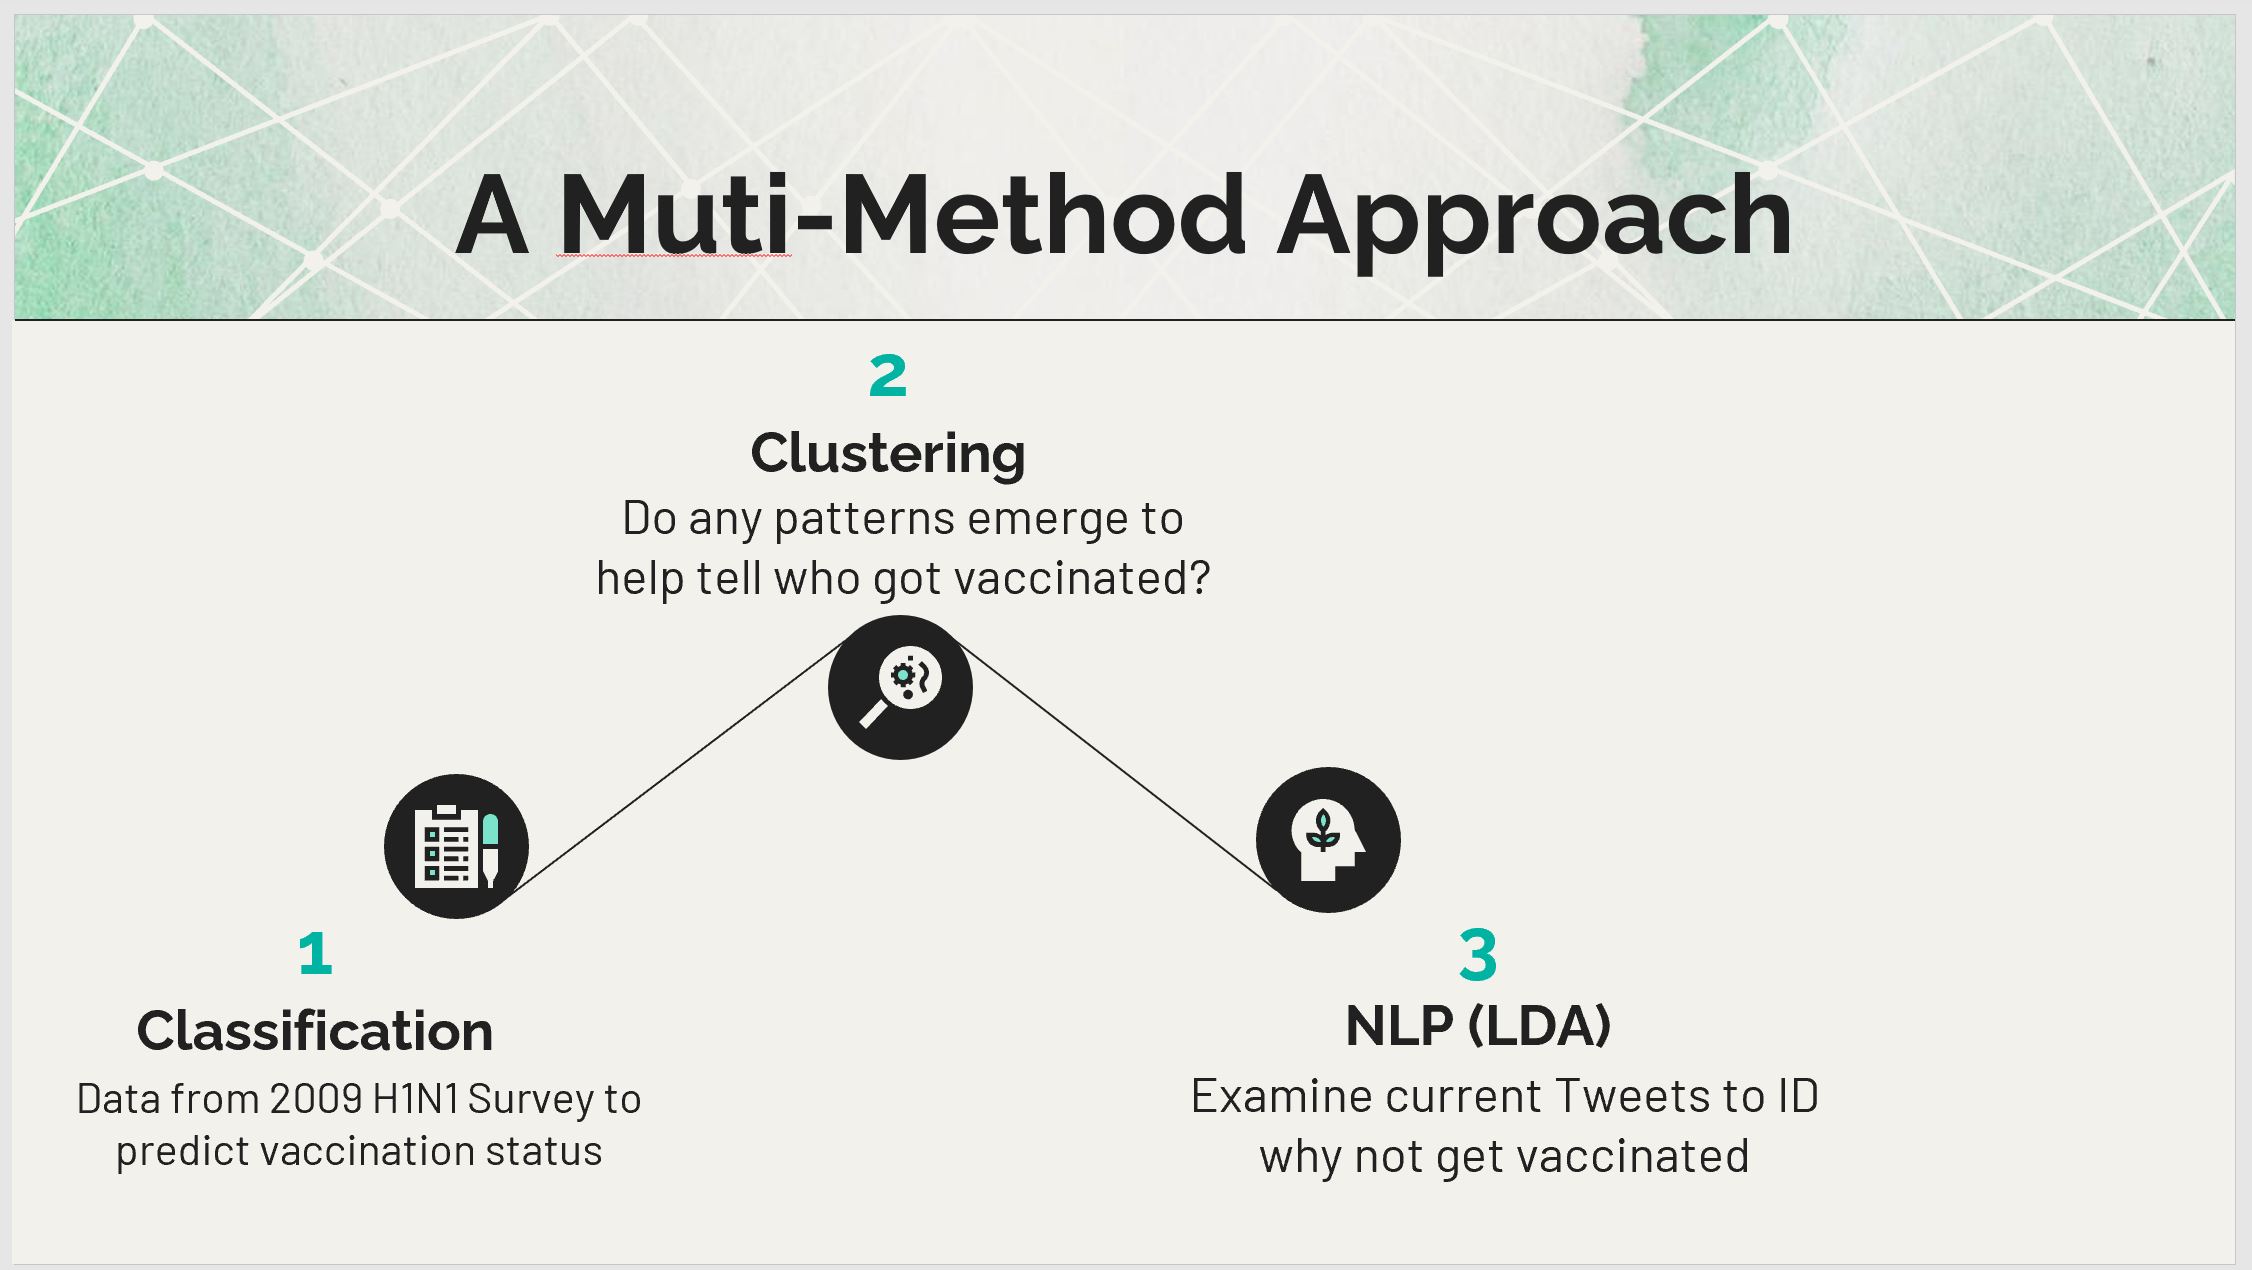 A Muti-Method Approach
2
Clustering
Do any patterns emerge to
help tell who got vaccinated?
1
Classification
Data from 2009 H1N1 Survey to
predict vaccination status
3
NLP (LDA)
Examine current Tweets to ID
why not get vaccinated